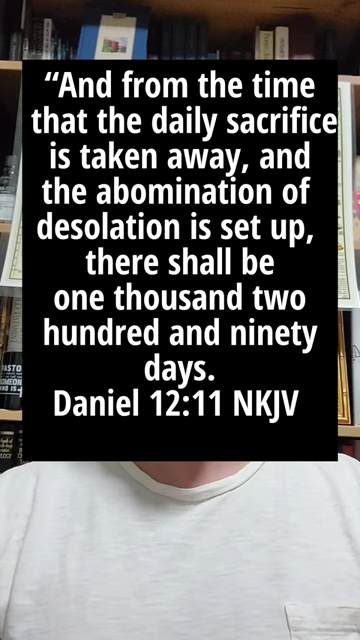 “And from the time
that the daily sacrifice
is taken away, and
the abomination of
desolation is set up,
there shall be
one thousand two
hundred and ninety
days.
Daniel 12:11 NKJV